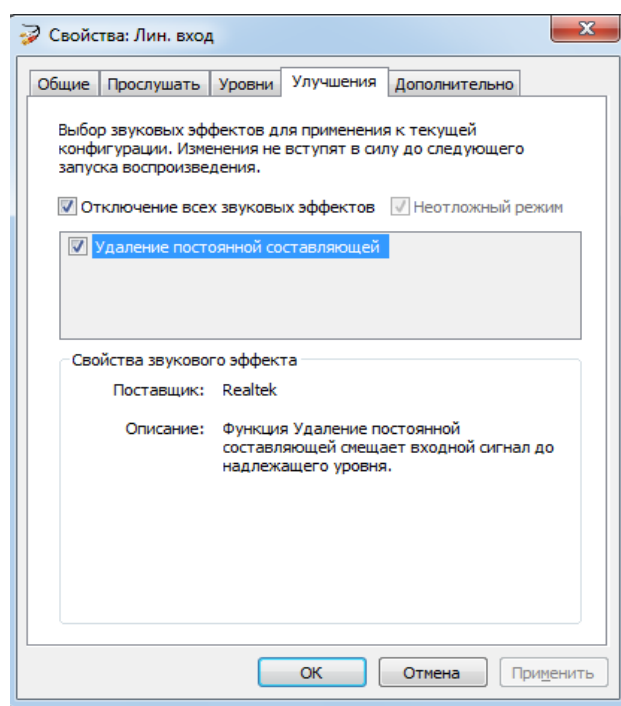 Свойства: Лин. вход
Общие Прослушать Уровни Улучшения Дополнительно
Выбор звуковых эффектов для применения к текущей
конфигурации. Изменения не вступят в силу до следующего
запуска воспроизведения.
Отключение всех звуковых эффектов Неотложный режим
Удаление постоянной составляющей
Свойства звукового эффекта
Поставщик: Realtek
Описание: Функция Удаление постоянной
составляющей смещает входной сигнал до
надлежащего уровня.
ОК Отмена Применить